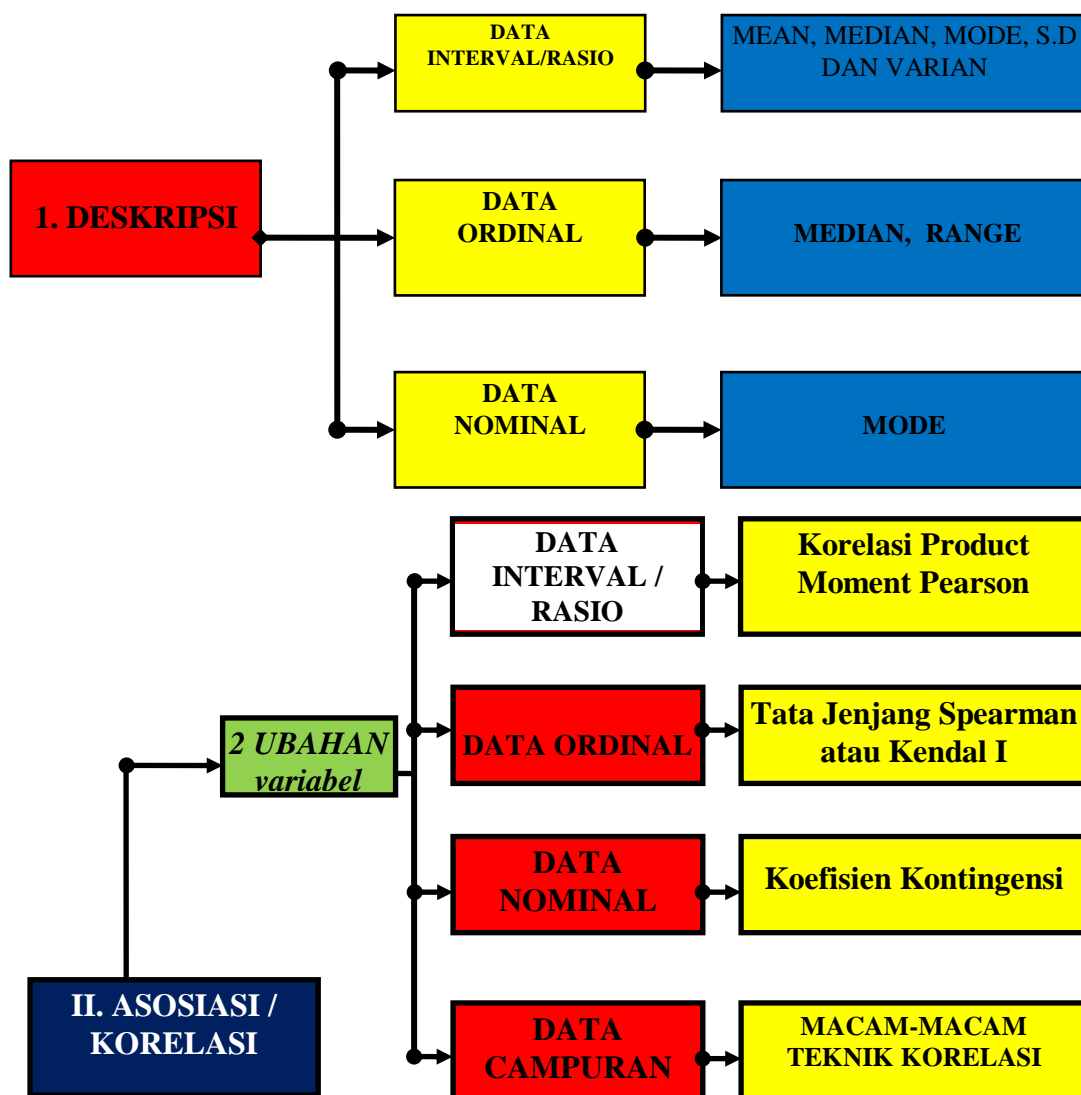 DATA
INTERVAL/RASIO
MEAN, MEDIAN, MODE, S.D
DAN VARIAN
1. DESKRIPSI
DATA
ORDINAL
MEDIAN, RANGE
DATA
NOMINAL
MODE
DATA
INTERVAL /
RASIO
Korelasi Product
Moment Pearson
2 UBAHAN
variabel
DATA ORDINAL
Tata Jenjang Spearman
atau Kendal I
DATA
NOMINAL
Koefisien Kontingensi
II. ASOSIASI /
KORELASI
DATA
CAMPURAN
MACAM-MACAM
TEKNIK KORELASI